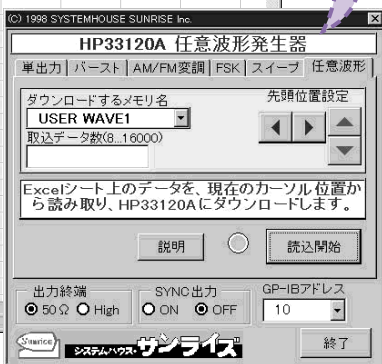 (C) 1998 SYSTEMHOUSE SUNRISE Inc.
HP33120A 任意波形発生器
単出力 バースト AM/FM変調 FSK スイープ 任意波形
ダウンロードするメモリ名
先頭位置設定
USER WAVE1
取込データ数(8...16000)
Excelシート上のデータを、現在のカーソル位置か
ら読み取り、HP33120Aにダウンロードします。
説明
読込開始
出力終端
SYNC出力
GP-IBアドレス
50Ω High
ON OFF
10
Sunrise
システムハウス・サンライズ
終了